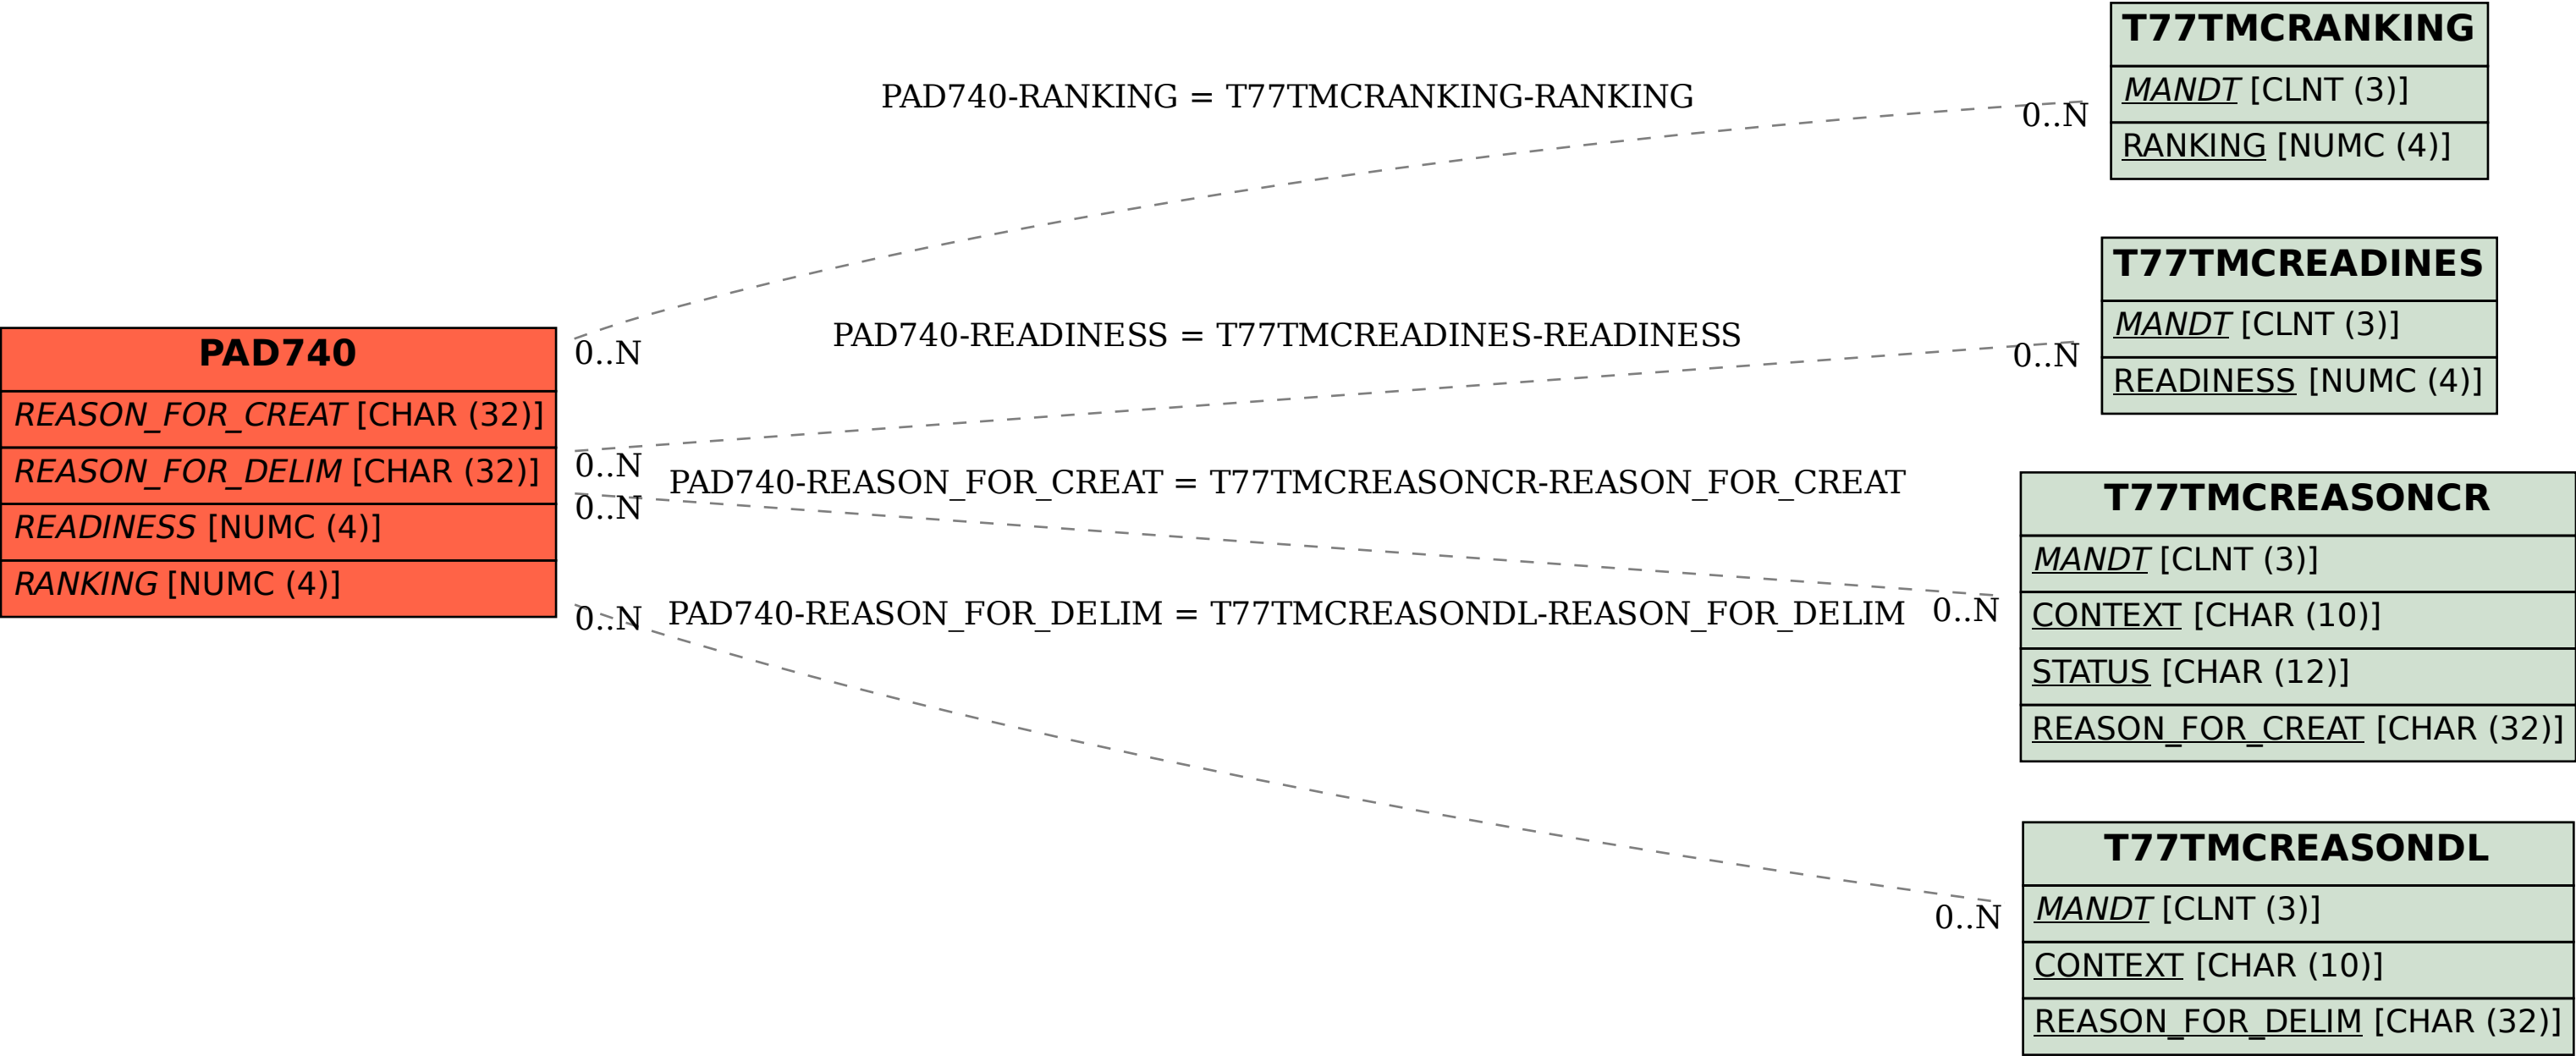 PAD740
REASON_FOR_CREAT [CHAR (32)]
REASON_FOR_DELIM [CHAR (32)]
READINESS [NUMC (4)]
RANKING [NUMC (4)]
PAD740-RANKING = T77TMCRANKING-RANKING
0..N
0..N
PAD740-READINESS = T77TMCREADINES-READINESS
0..N
0..N
PAD740-REASON_FOR_CREAT = T77TMCREASONCR-REASON_FOR_CREAT
0..N
0..N
PAD740-REASON_FOR_DELIM = T77TMCREASONDL-REASON_FOR_DELIM
0..N
0..N
T77TMCRANKING
MANDT [CLNT (3)]
RANKING [NUMC (4)]
T77TMCREADINES
MANDT [CLNT (3)]
READINESS [NUMC (4)]
T77TMCREASONCR
MANDT [CLNT (3)]
CONTEXT [CHAR (10)]
STATUS [CHAR (12)]
REASON_FOR_CREAT [CHAR (32)]
T77TMCREASONDL
MANDT [CLNT (3)]
CONTEXT [CHAR (10)]
REASON_FOR_DELIM [CHAR (32)]